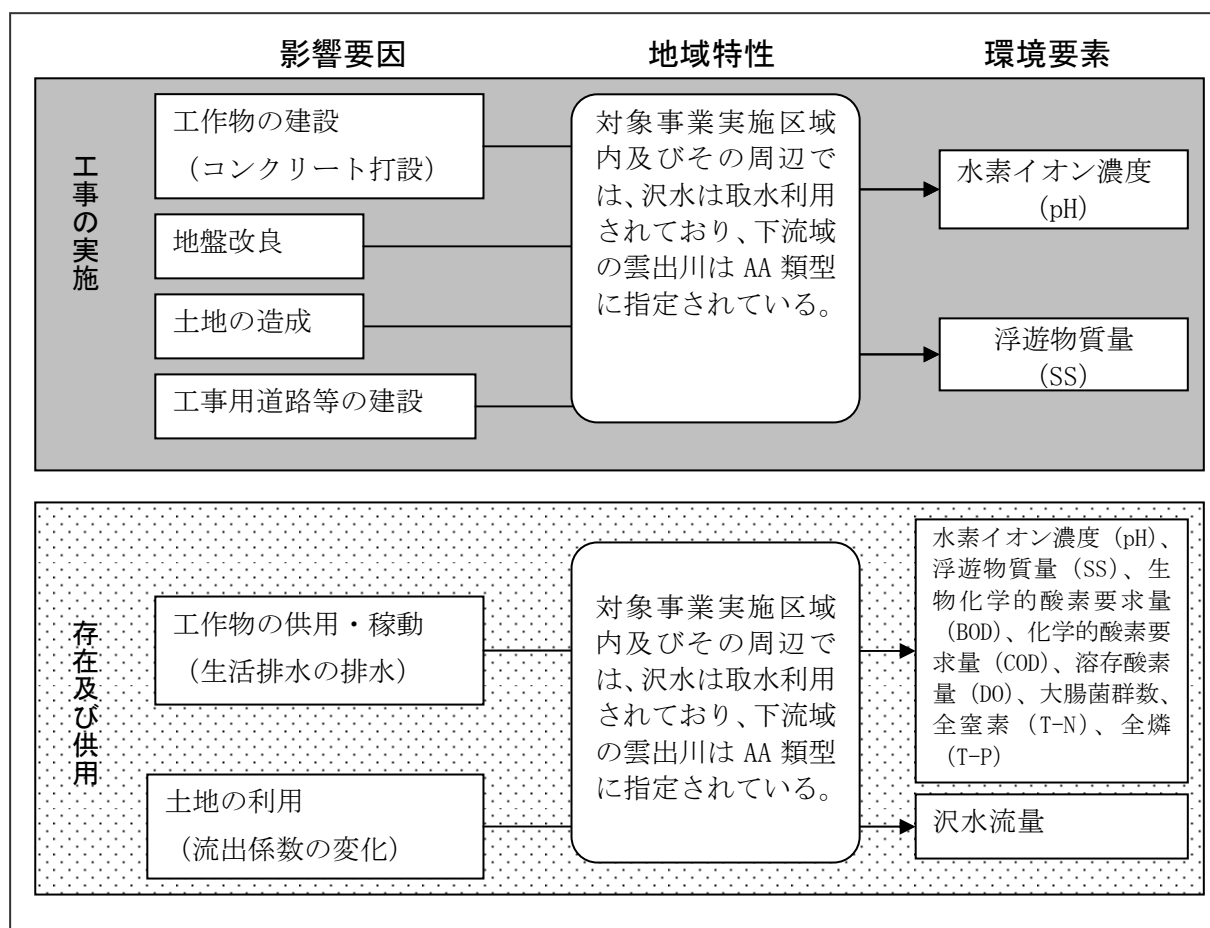 影響要因
地域特性
環境要素
工事の実施
工作物の建設
(コンクリート打設)
地盤改良
土地の造成
工事用道路等の建設
対象事業実施区域
内及びその周辺で
は、沢水は取水利用
されており、下流域
の雲出川は AA 類型
に指定されている。
水素イオン濃度
(pH)
浮遊物質量
(SS)
存在及び供用
工作物の供用・稼動
(生活排水の排水)
土地の利用
(流出係数の変化)
対象事業実施区域
内及びその周辺で
は、沢水は取水利用
されており、下流域
の雲出川は AA 類型
に指定されている。
水素イオン濃度 (pH)、
浮遊物質量 (SS)、生
物化学的酸素要求量
(BOD)、化学的酸素要
求量 (COD)、溶存酸素
量 (DO)、大腸菌群数、
全窒素 (T-N)、全燐
(T-P)
沢水流量